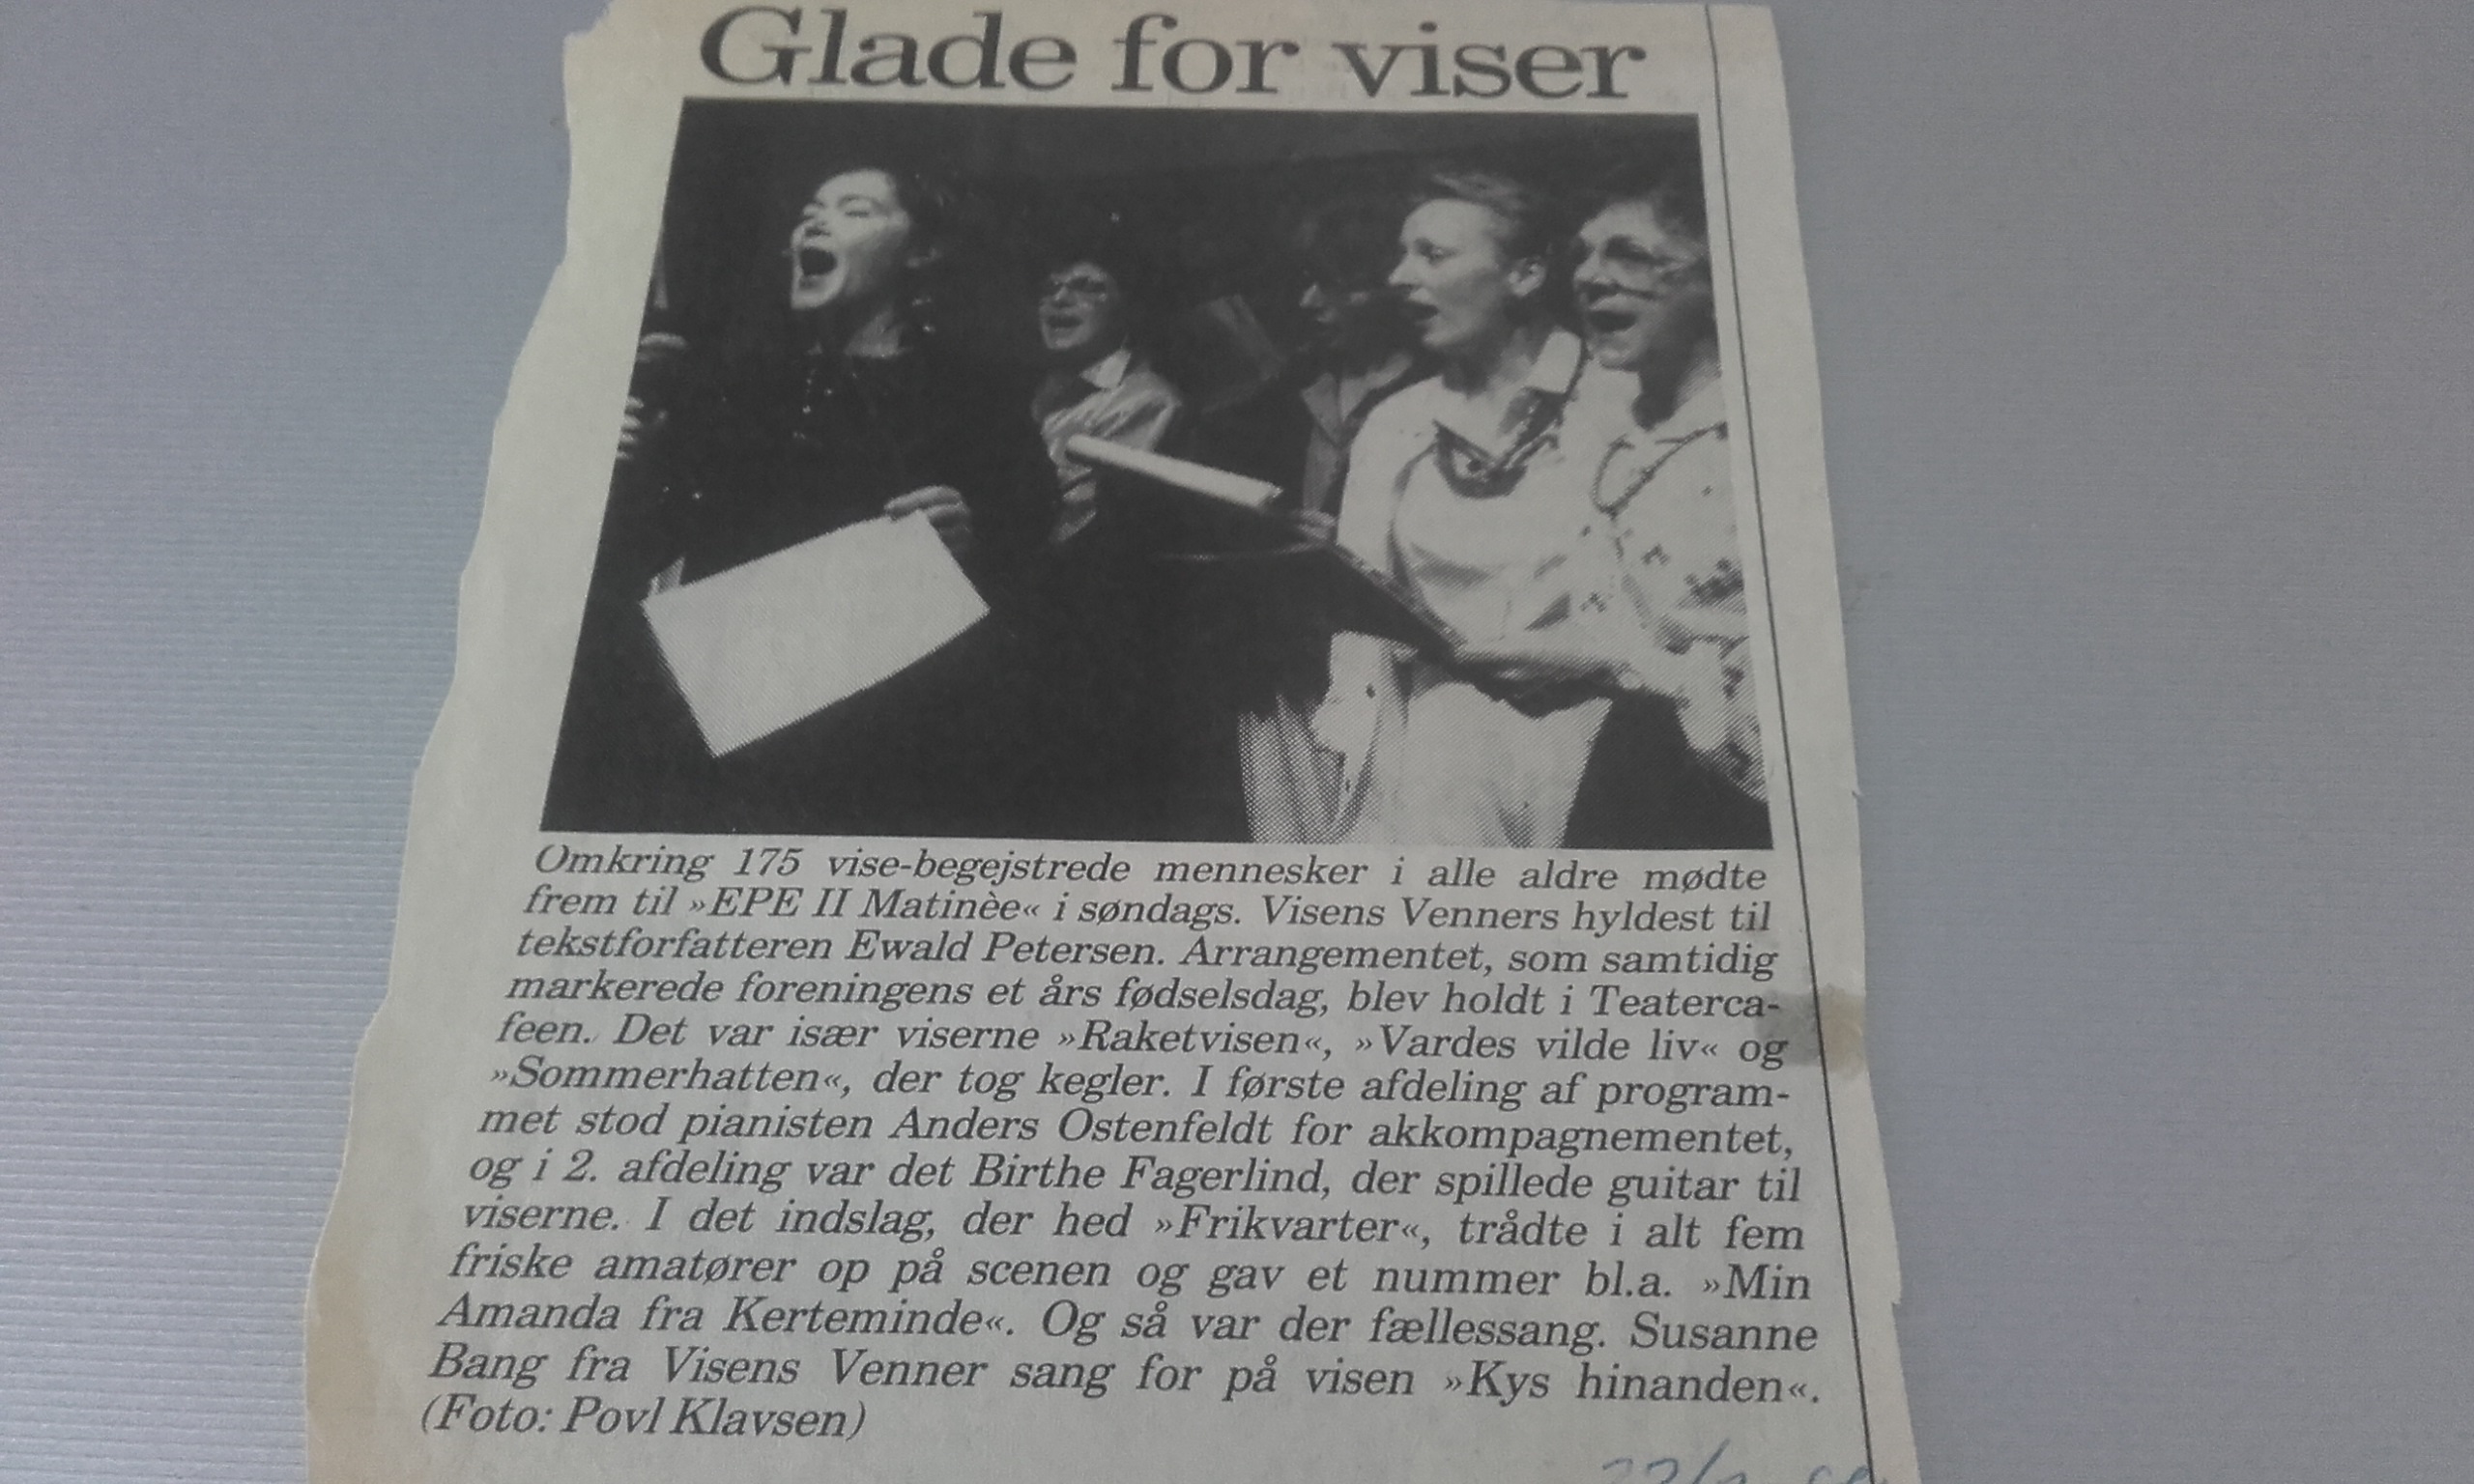 Glade for viser
Omkring 175 vise-begejstrede mennesker i alle aldre mødte
frem til »EPE II Matinèe« i søndags. Visens Venners hyldest til
tekstforfatteren Ewald Petersen. Arrangementet, som samtidig
markerede foreningens et års fødselsdag, blev holdt i Teaterca-
feen. Det var især viserne »Raketvisen«, »Vardes vilde liv« og
»Sommerhatten«, der tog kegler. I første afdeling af program-
met stod pianisten Anders Ostenfeldt for akkompagnementet,
og i 2. afdeling var det Birthe Fagerlind, der spillede guitar til
viserne. I det indslag, der hed »Frikvarter«, trådte i alt fem
friske amatører op på scenen og gav et nummer bl.a. »Min
Amanda fra Kerteminde«. Og så var der fællessang. Susanne
Bang fra Visens Venner sang for på visen »Kys hinanden«.
(Foto: Povl Klavsen)